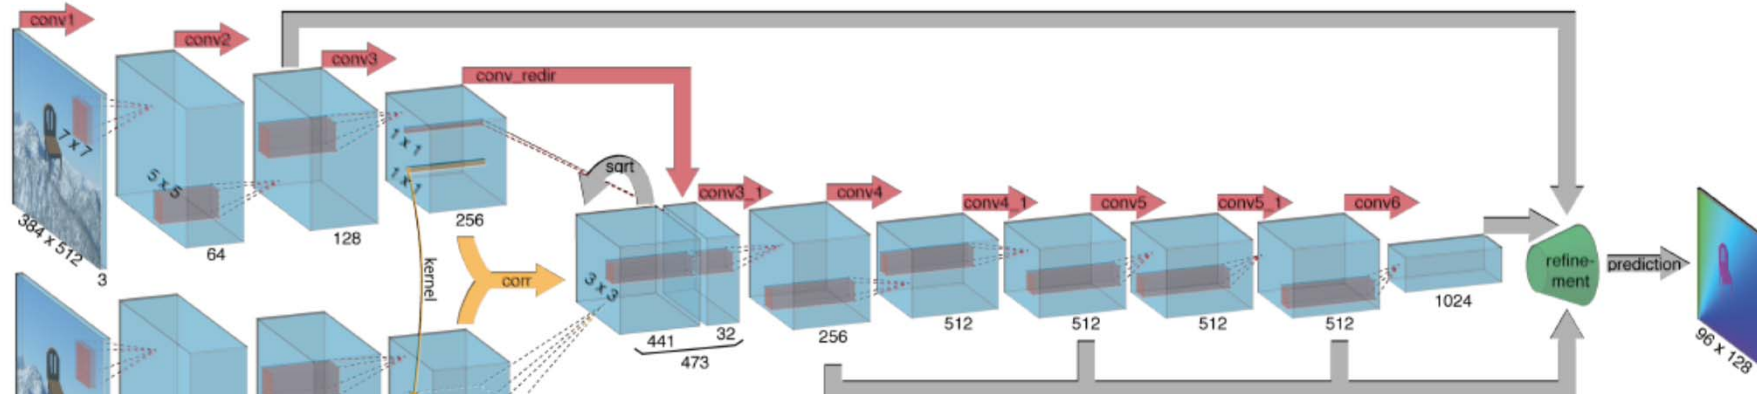 conv1
conv2
conv3
conv_redir
7 x 7
5 x 5
1 x 1
1 x 1
384 x 512
3
64
128
256
kernel
corr
sqrt
conv3_1
conv4
conv4_1
conv5
conv5_1
conv6
3 x 3
441
32
473
256
512
512
512
512
1024
refine-
ment
prediction
96 x 128